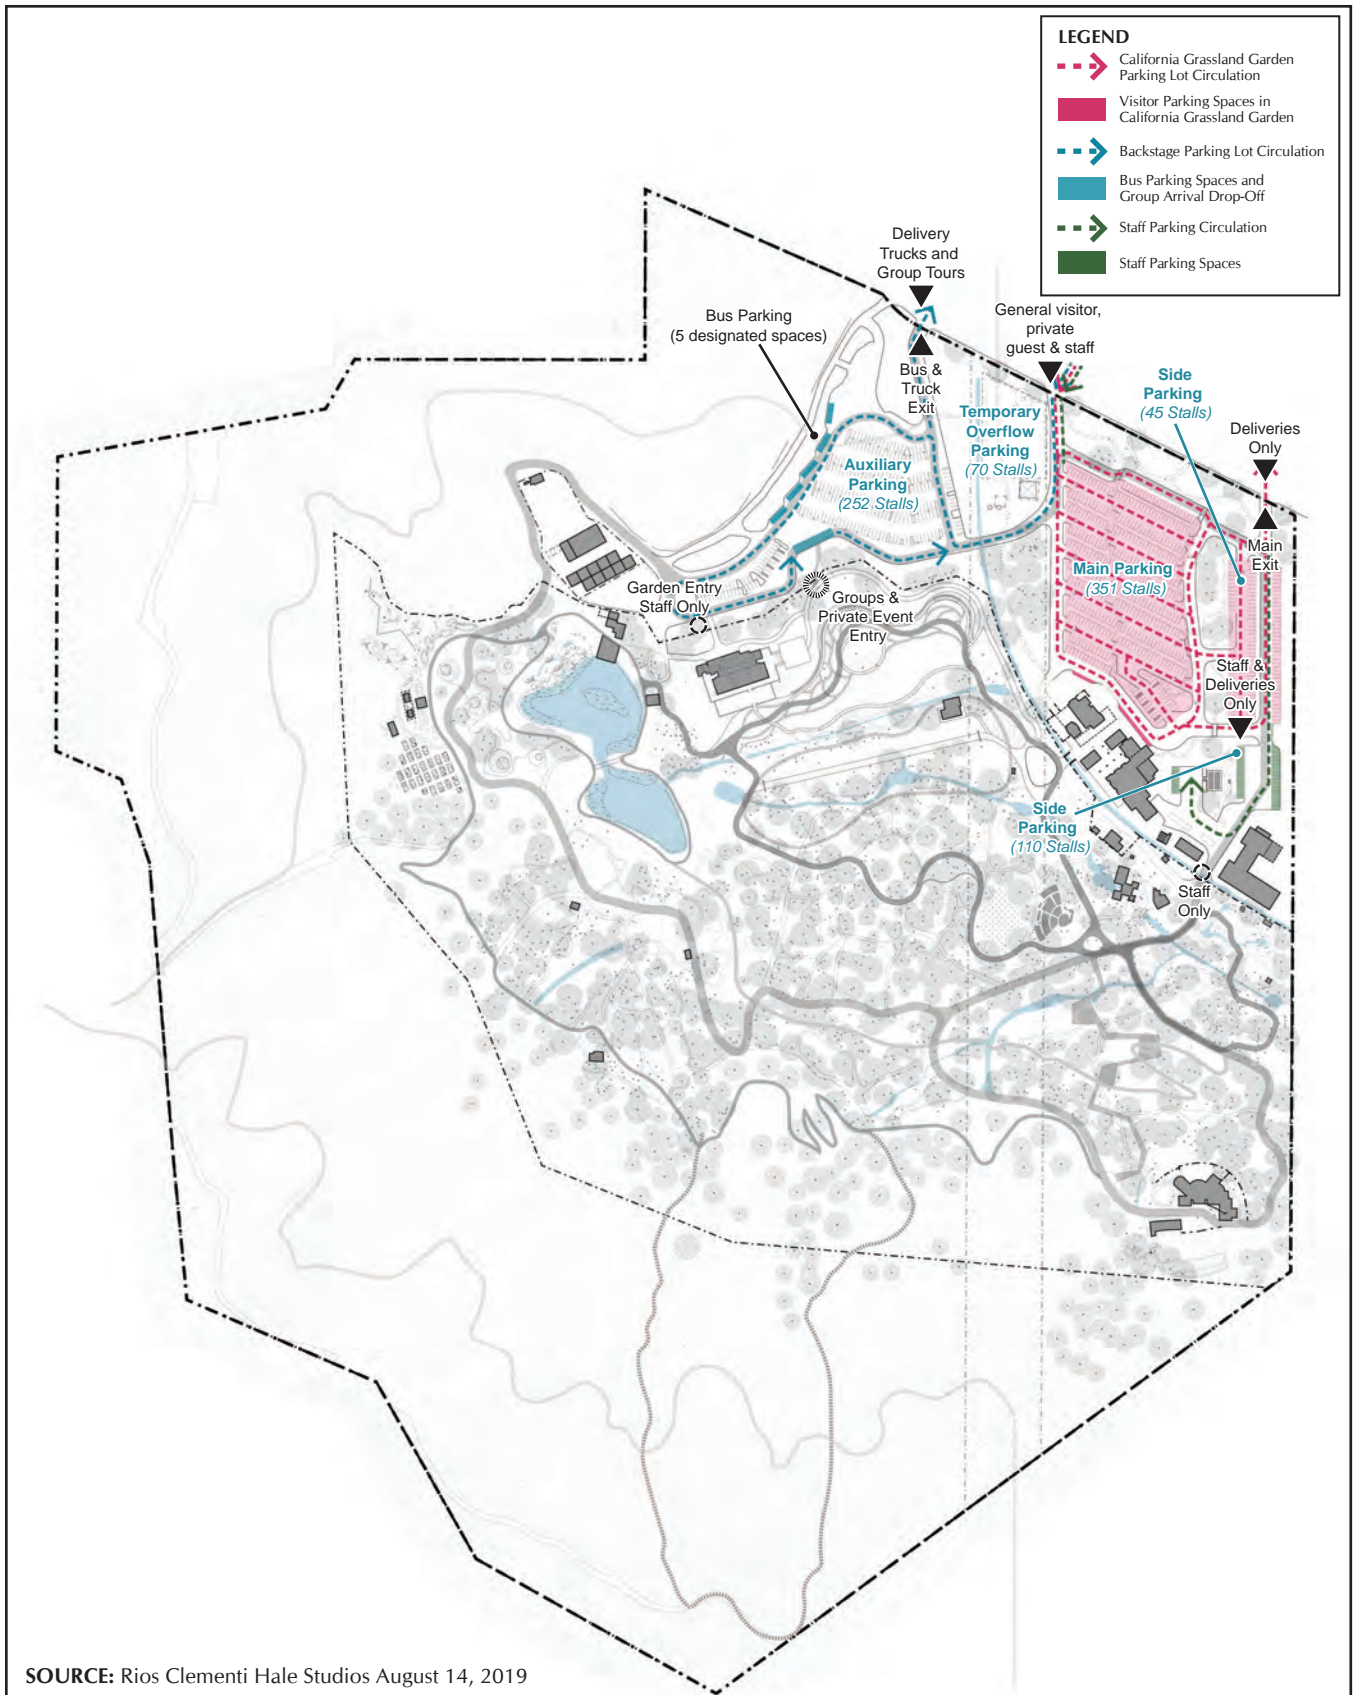 LEGEND
California Grassland Garden
Parking Lot Circulation
Visitor Parking Spaces in
California Grassland Garden
Backstage Parking Lot Circulation
Bus Parking Spaces and
Group Arrival Drop-Off
Staff Parking Circulation
Staff Parking Spaces
Delivery
Trucks and
Group Tours
Bus Parking
(5 designated spaces)
General visitor,
private
guest & staff
Bus &
Truck
Exit
Side
Parking
(45 Stalls)
Temporary
Overflow
Parking
(70 Stalls)
Deliveries
Only
Auxiliary
Parking
(252 Stalls)
Main
Exit
Main Parking
(351 Stalls)
Garden Entry
Staff Only
Groups &
Private Event
Entry
Staff &
Deliveries
Only
Side
Parking
(110 Stalls)
Staff
Only
SOURCE: Rios Clementi Hale Studios August 14, 2019